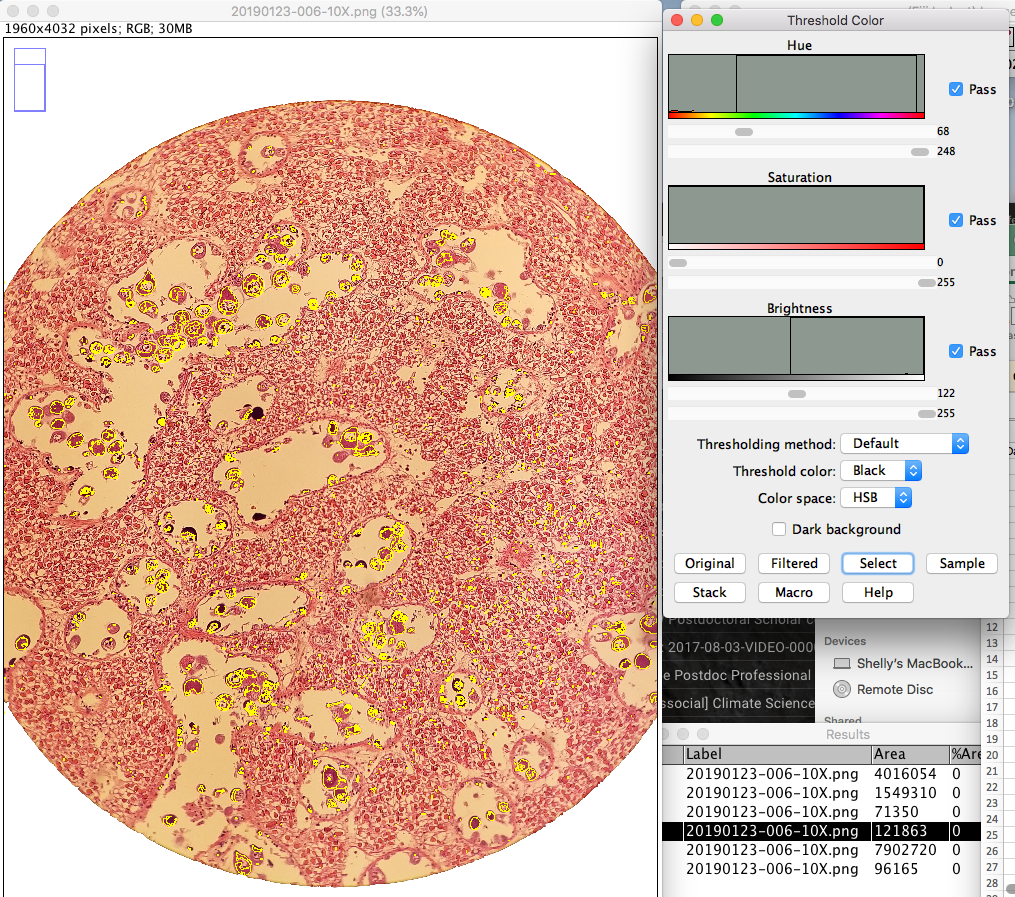 20190123-006-10X.png (33.3%)
1960x4032 pixels; RGB; 30MB
Threshold Color
Hue
Pass
68
248
Saturation
Pass
0
255
Brightness
Pass
122
255
Thresholding method: Default
Threshold color: Black
Color space: HSB
Dark background
Original Filtered Select Sample
Stack Macro Help
Postdoctoral Scholar
2017-08-03-VIDEO-000
Postdoc Professional
Climate Science
Devices
Shelly's MacBook...
Remote Disc
Shared
12
13
14
15
16
17
18
19
20
21
22
23
24
25
26
27
28
Results
Label Area %Are
20190123-006-10X.png 4016054 0
20190123-006-10X.png 1549310 0
20190123-006-10X.png 71350 0
20190123-006-10X.png 121863 0
20190123-006-10X.png 7902720 0
20190123-006-10X.png 96165 0